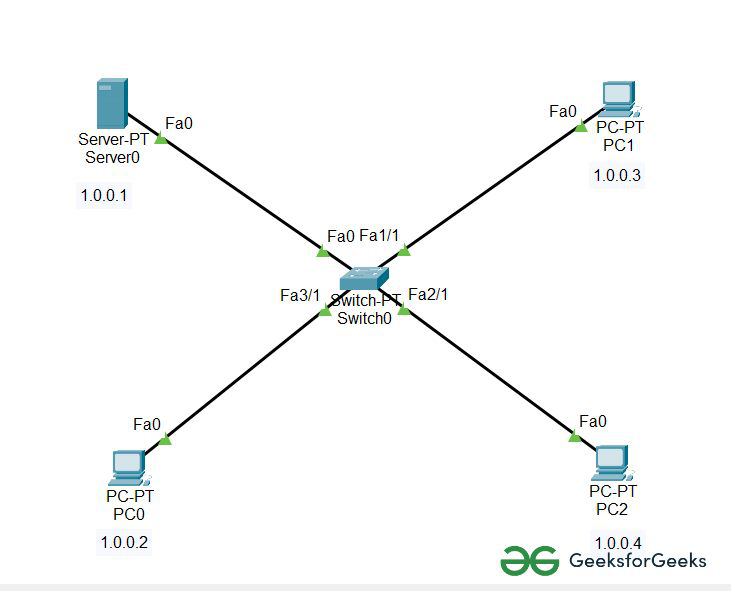 Fa0
Server-PT
Server0
1.0.0.1
Fa0
PC-PT
PC1
1.0.0.3
Fa0 Fa1/1
Fa3/1
Switch-PT
Switch0
Fa2/1
Fa0
PC-PT
PC0
1.0.0.2
Fa0
PC-PT
PC2
1.0.0.4
GeeksforGeeks